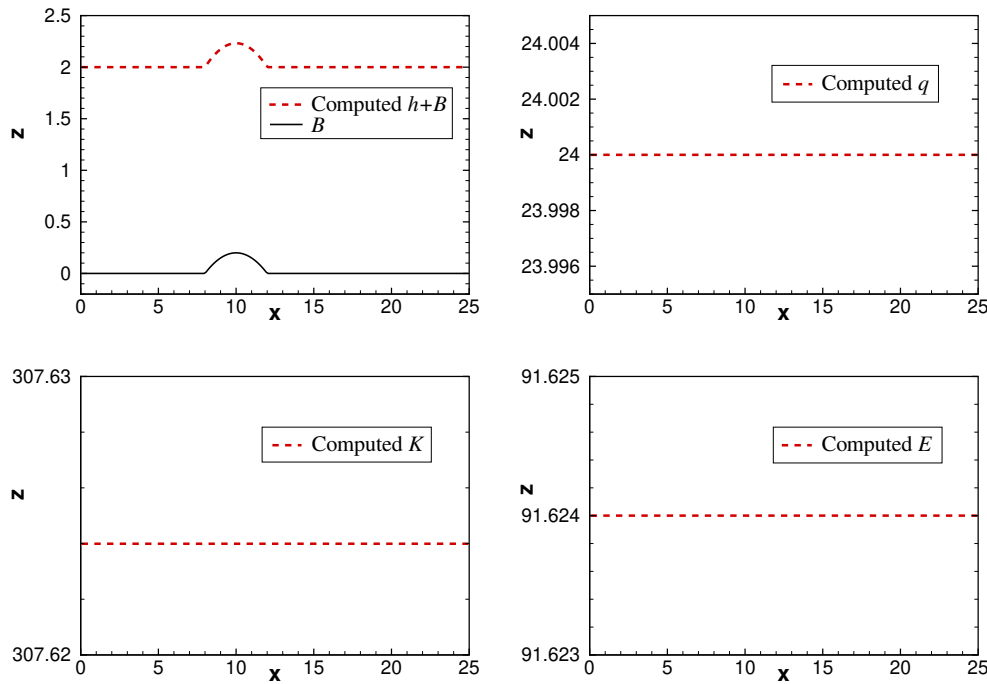 2.5
2
1.5
1
0.5
0
z
Computed h+B
B
0 5 10 15 20 25
x
24.004
24.002
24
23.998
23.996
z
Computed q
0 5 10 15 20 25
x
307.63
307.62
z
Computed K
0 5 10 15 20 25
x
91.625
91.624
91.623
z
Computed E
0 5 10 15 20 25
x